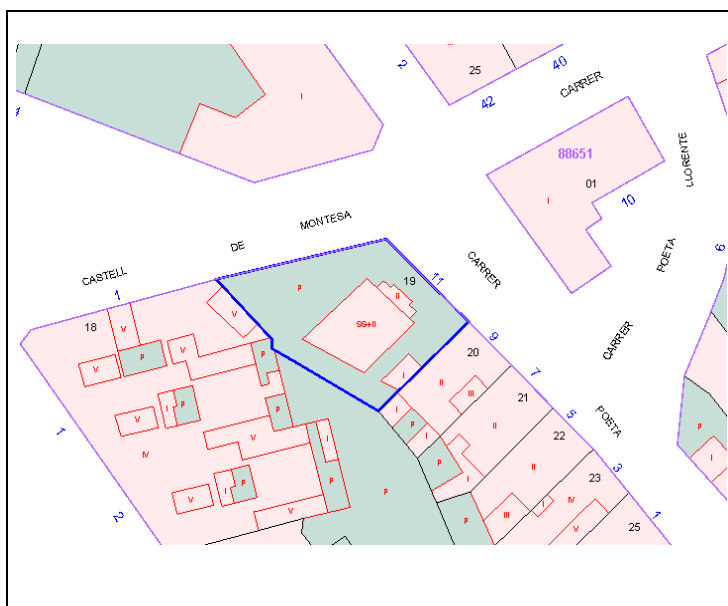 2
25
40
42
CARRER
1
I
88651
01
I
10
LLORENTE
POETA
6
CASTELL
DE
MONTESA
CARRER
CARRER
POETA
1
18
V
V
P
V
V
P
19
11
P
II
SS+II
I
9
20
7
21
5
22
3
23
1
25
II
III
II
II
I
P
I
P
I
P
III
I
IV
V
V
I
P
P
V
I
P
IV
1
2
V
I
P
V
P
P
I